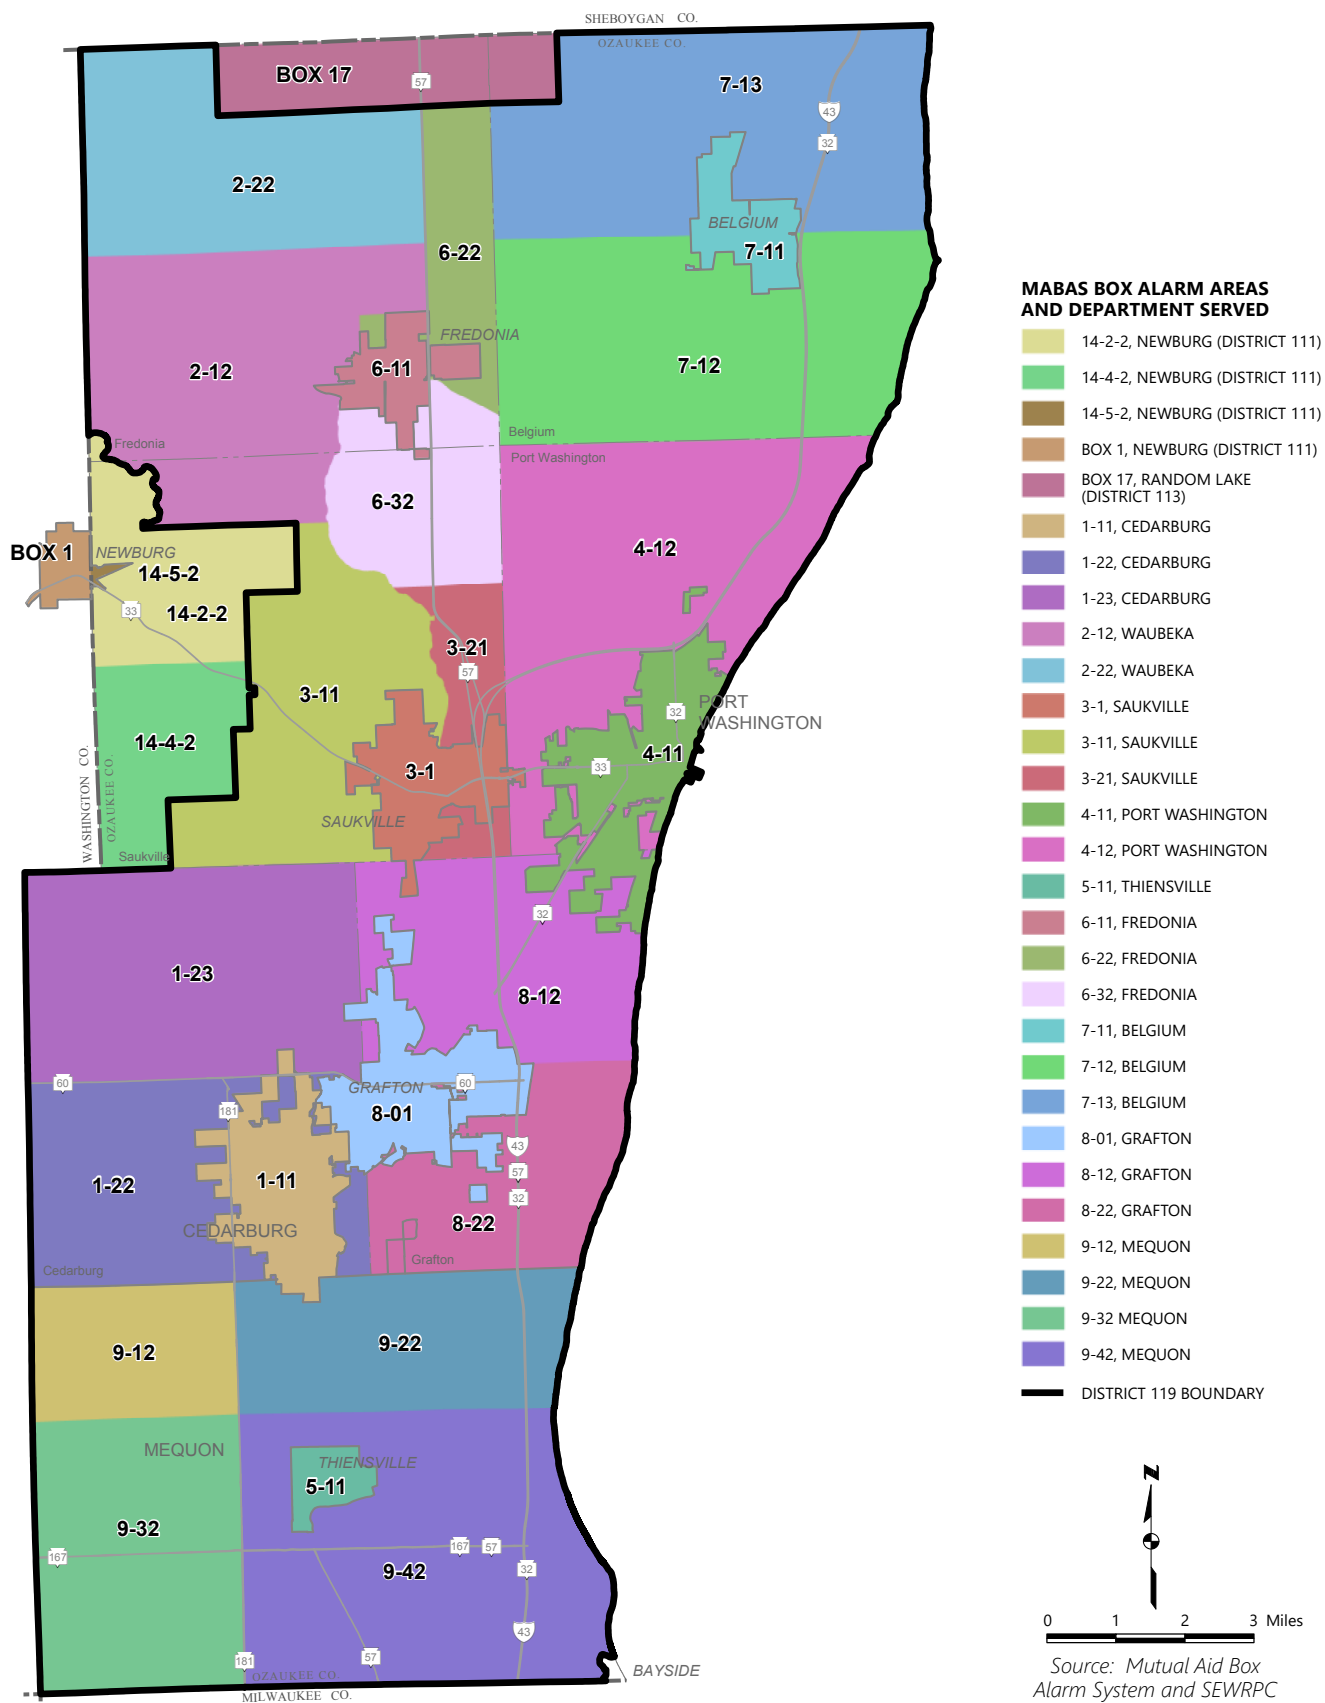 SHEBOYGAN CO.
OZAUKEE CO.
BOX 17
57
7-13
43
32
2-22
BELGIUM
6-22
7-11
FREDONIA
2-12
6-11
7-12
Fredonia
Belgium
Port Washington
6-32
BOX 1
NEWBURG
14-5-2
4-12
33
14-2-2
3-21
57
3-11
PORT
WASHINGTON
32
14-4-2
4-11
3-1
33
WASHINGTON CO.
OZAUKEE CO.
SAUKVILLE
Saukville
32
1-23
8-12
60
GRAFTON
60
181
8-01
43
57
1-22
1-11
32
CEDARBURG
8-22
Grafton
Cedarburg
9-12
9-22
MEQUON
THIENSVILLE
5-11
9-32
167
167
57
9-42
32
43
181
57
OZAUKEE CO.
MILWAUKEE CO.
BAYSIDE
MABAS BOX ALARM AREAS
AND DEPARTMENT SERVED
14-2-2, NEWBURG (DISTRICT 111)
14-4-2, NEWBURG (DISTRICT 111)
14-5-2, NEWBURG (DISTRICT 111)
BOX 1, NEWBURG (DISTRICT 111)
BOX 17, RANDOM LAKE
(DISTRICT 113)
1-11, CEDARBURG
1-22, CEDARBURG
1-23, CEDARBURG
2-12, WAUBEKA
2-22, WAUBEKA
3-1, SAUKVILLE
3-11, SAUKVILLE
3-21, SAUKVILLE
4-11, PORT WASHINGTON
4-12, PORT WASHINGTON
5-11, THIENSVILLE
6-11, FREDONIA
6-22, FREDONIA
6-32, FREDONIA
7-11, BELGIUM
7-12, BELGIUM
7-13, BELGIUM
8-01, GRAFTON
8-12, GRAFTON
8-22, GRAFTON
9-12, MEQUON
9-22, MEQUON
9-32 MEQUON
9-42, MEQUON
DISTRICT 119 BOUNDARY
N
0 1 2 3 Miles
Source: Mutual Aid Box
Alarm System and SEWRPC